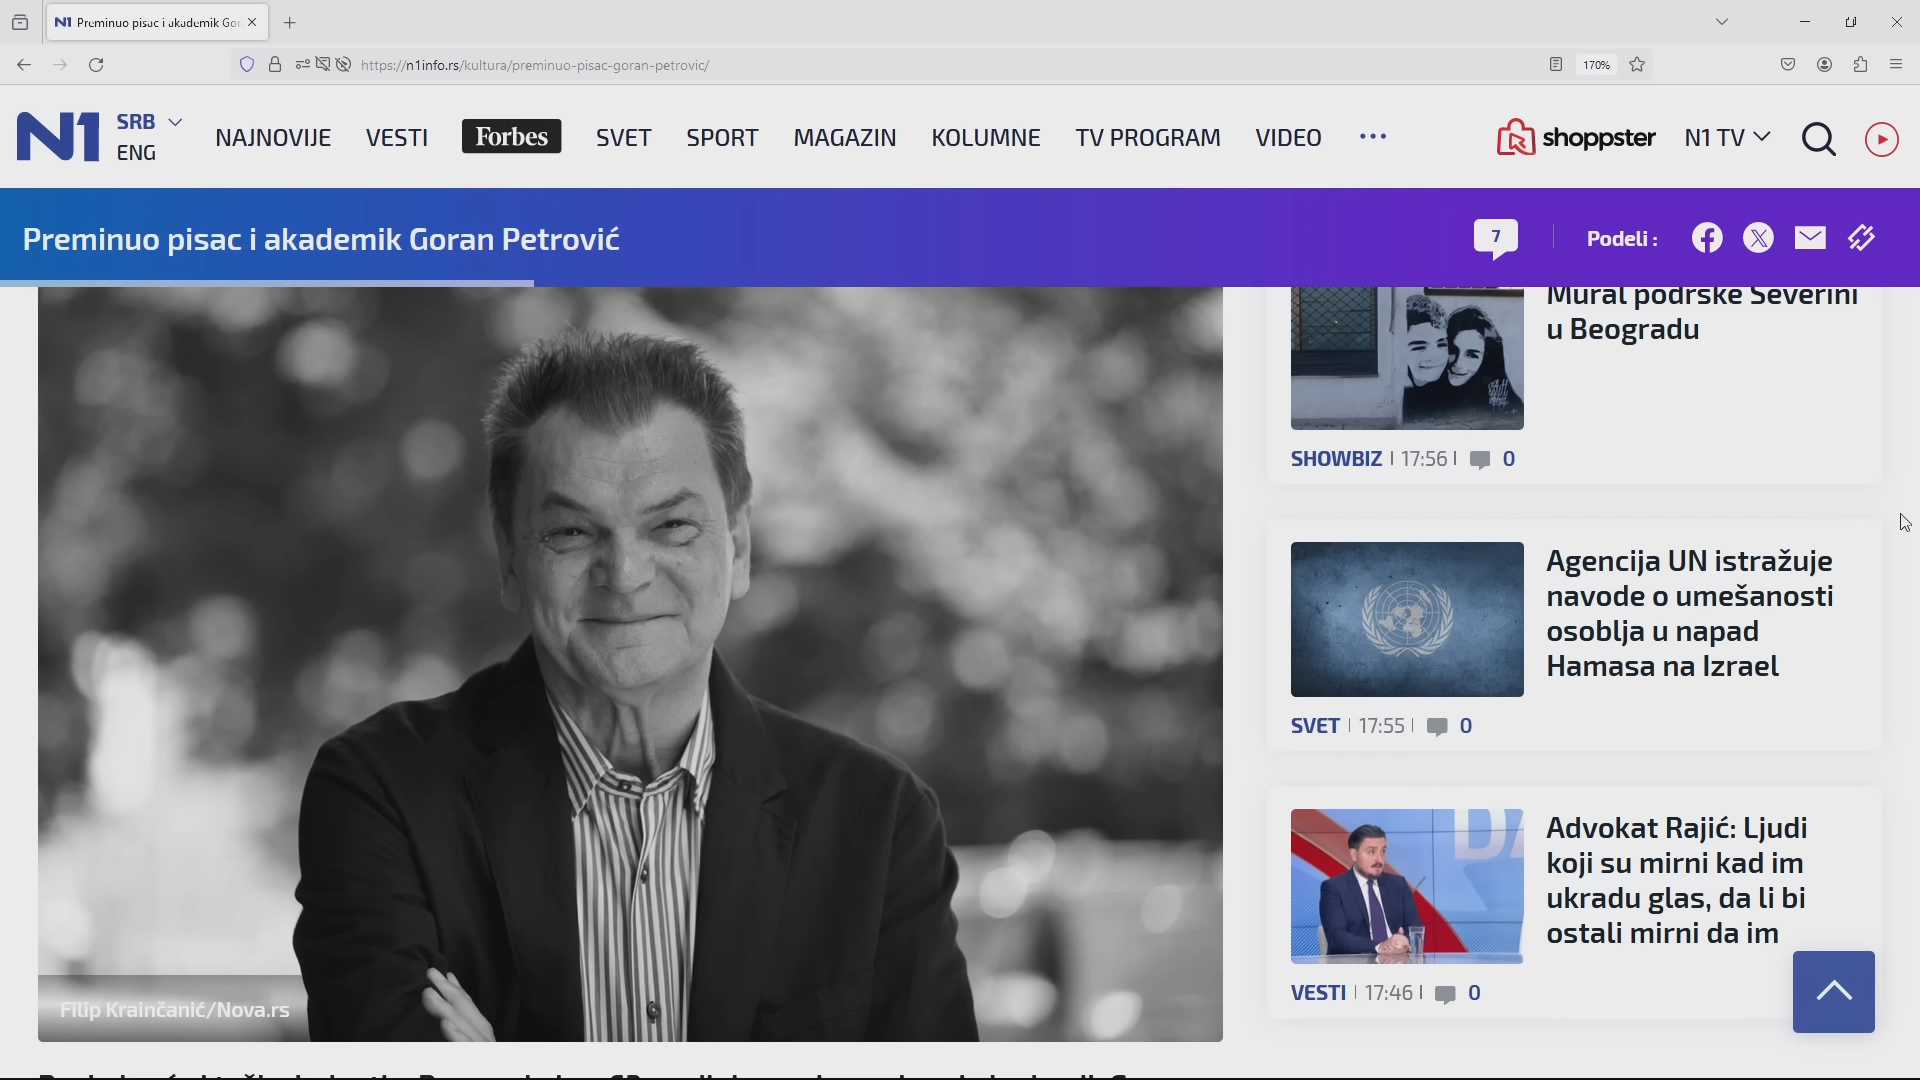 Preminuo pisac i akademik Gor
https://n1info.rs/kultura/preminuo-pisac-goran-petrovic/
170%
N1
SRB
ENG
NAJNOVIJE
VESTI
Forbes
SVET
SPORT
MAGAZIN
KOLUMNE
TV PROGRAM
VIDEO
shoppster
N1 TV
Preminuo pisac i akademik Goran Petrović
7
Podeli :
Filip Krainčanić/Nova.rs
Mural podrške Severini
u Beogradu
SHOWBIZ | 17:56 | 0
Agencija UN istražuje
navode o umešanosti
osoblja u napad
Hamasa na Izrael
SVET | 17:55 | 0
Advokat Rajić: Ljudi
koji su mirni kad im
ukradu glas, da li bi
ostali mirni da im
VESTI | 17:46 | 0